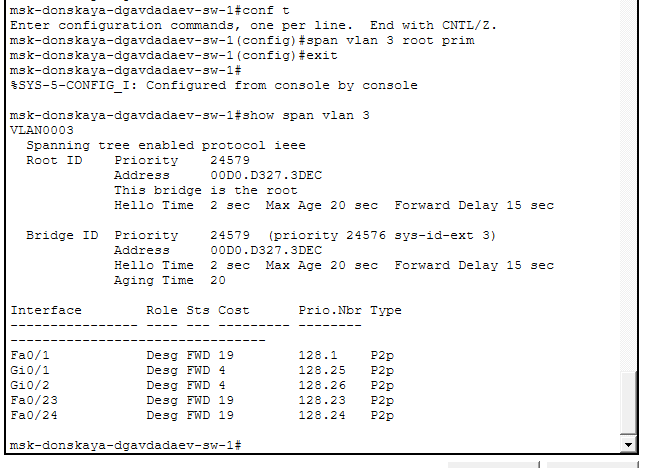 msk-donskaya-dgavdadaev-sw-1#conf t
Enter configuration commands, one per line.  End with CNTL/Z.
msk-donskaya-dgavdadaev-sw-1(config)#span vlan 3 root prim
msk-donskaya-dgavdadaev-sw-1(config)#exit
msk-donskaya-dgavdadaev-sw-1#
%SYS-5-CONFIG_I: Configured from console by console

msk-donskaya-dgavdadaev-sw-1#show span vlan 3
VLAN0003
  Spanning tree enabled protocol ieee
  Root ID    Priority    24579
             Address     00D0.D327.3DEC
             This bridge is the root
             Hello Time  2 sec  Max Age 20 sec  Forward Delay 15 sec

  Bridge ID  Priority    24579  (priority 24576 sys-id-ext 3)
             Address     00D0.D327.3DEC
             Hello Time  2 sec  Max Age 20 sec  Forward Delay 15 sec
             Aging Time  20

Interface        Role Sts Cost      Prio.Nbr Type
---------------- ---- --- --------- -------- 
--------------------------------
Fa0/1            Desg FWD 19        128.1    P2p
Gi0/1            Desg FWD 4         128.25   P2p
Gi0/2            Desg FWD 4         128.26   P2p
Fa0/23           Desg FWD 19        128.23   P2p
Fa0/24           Desg FWD 19        128.24   P2p

msk-donskaya-dgavdadaev-sw-1#